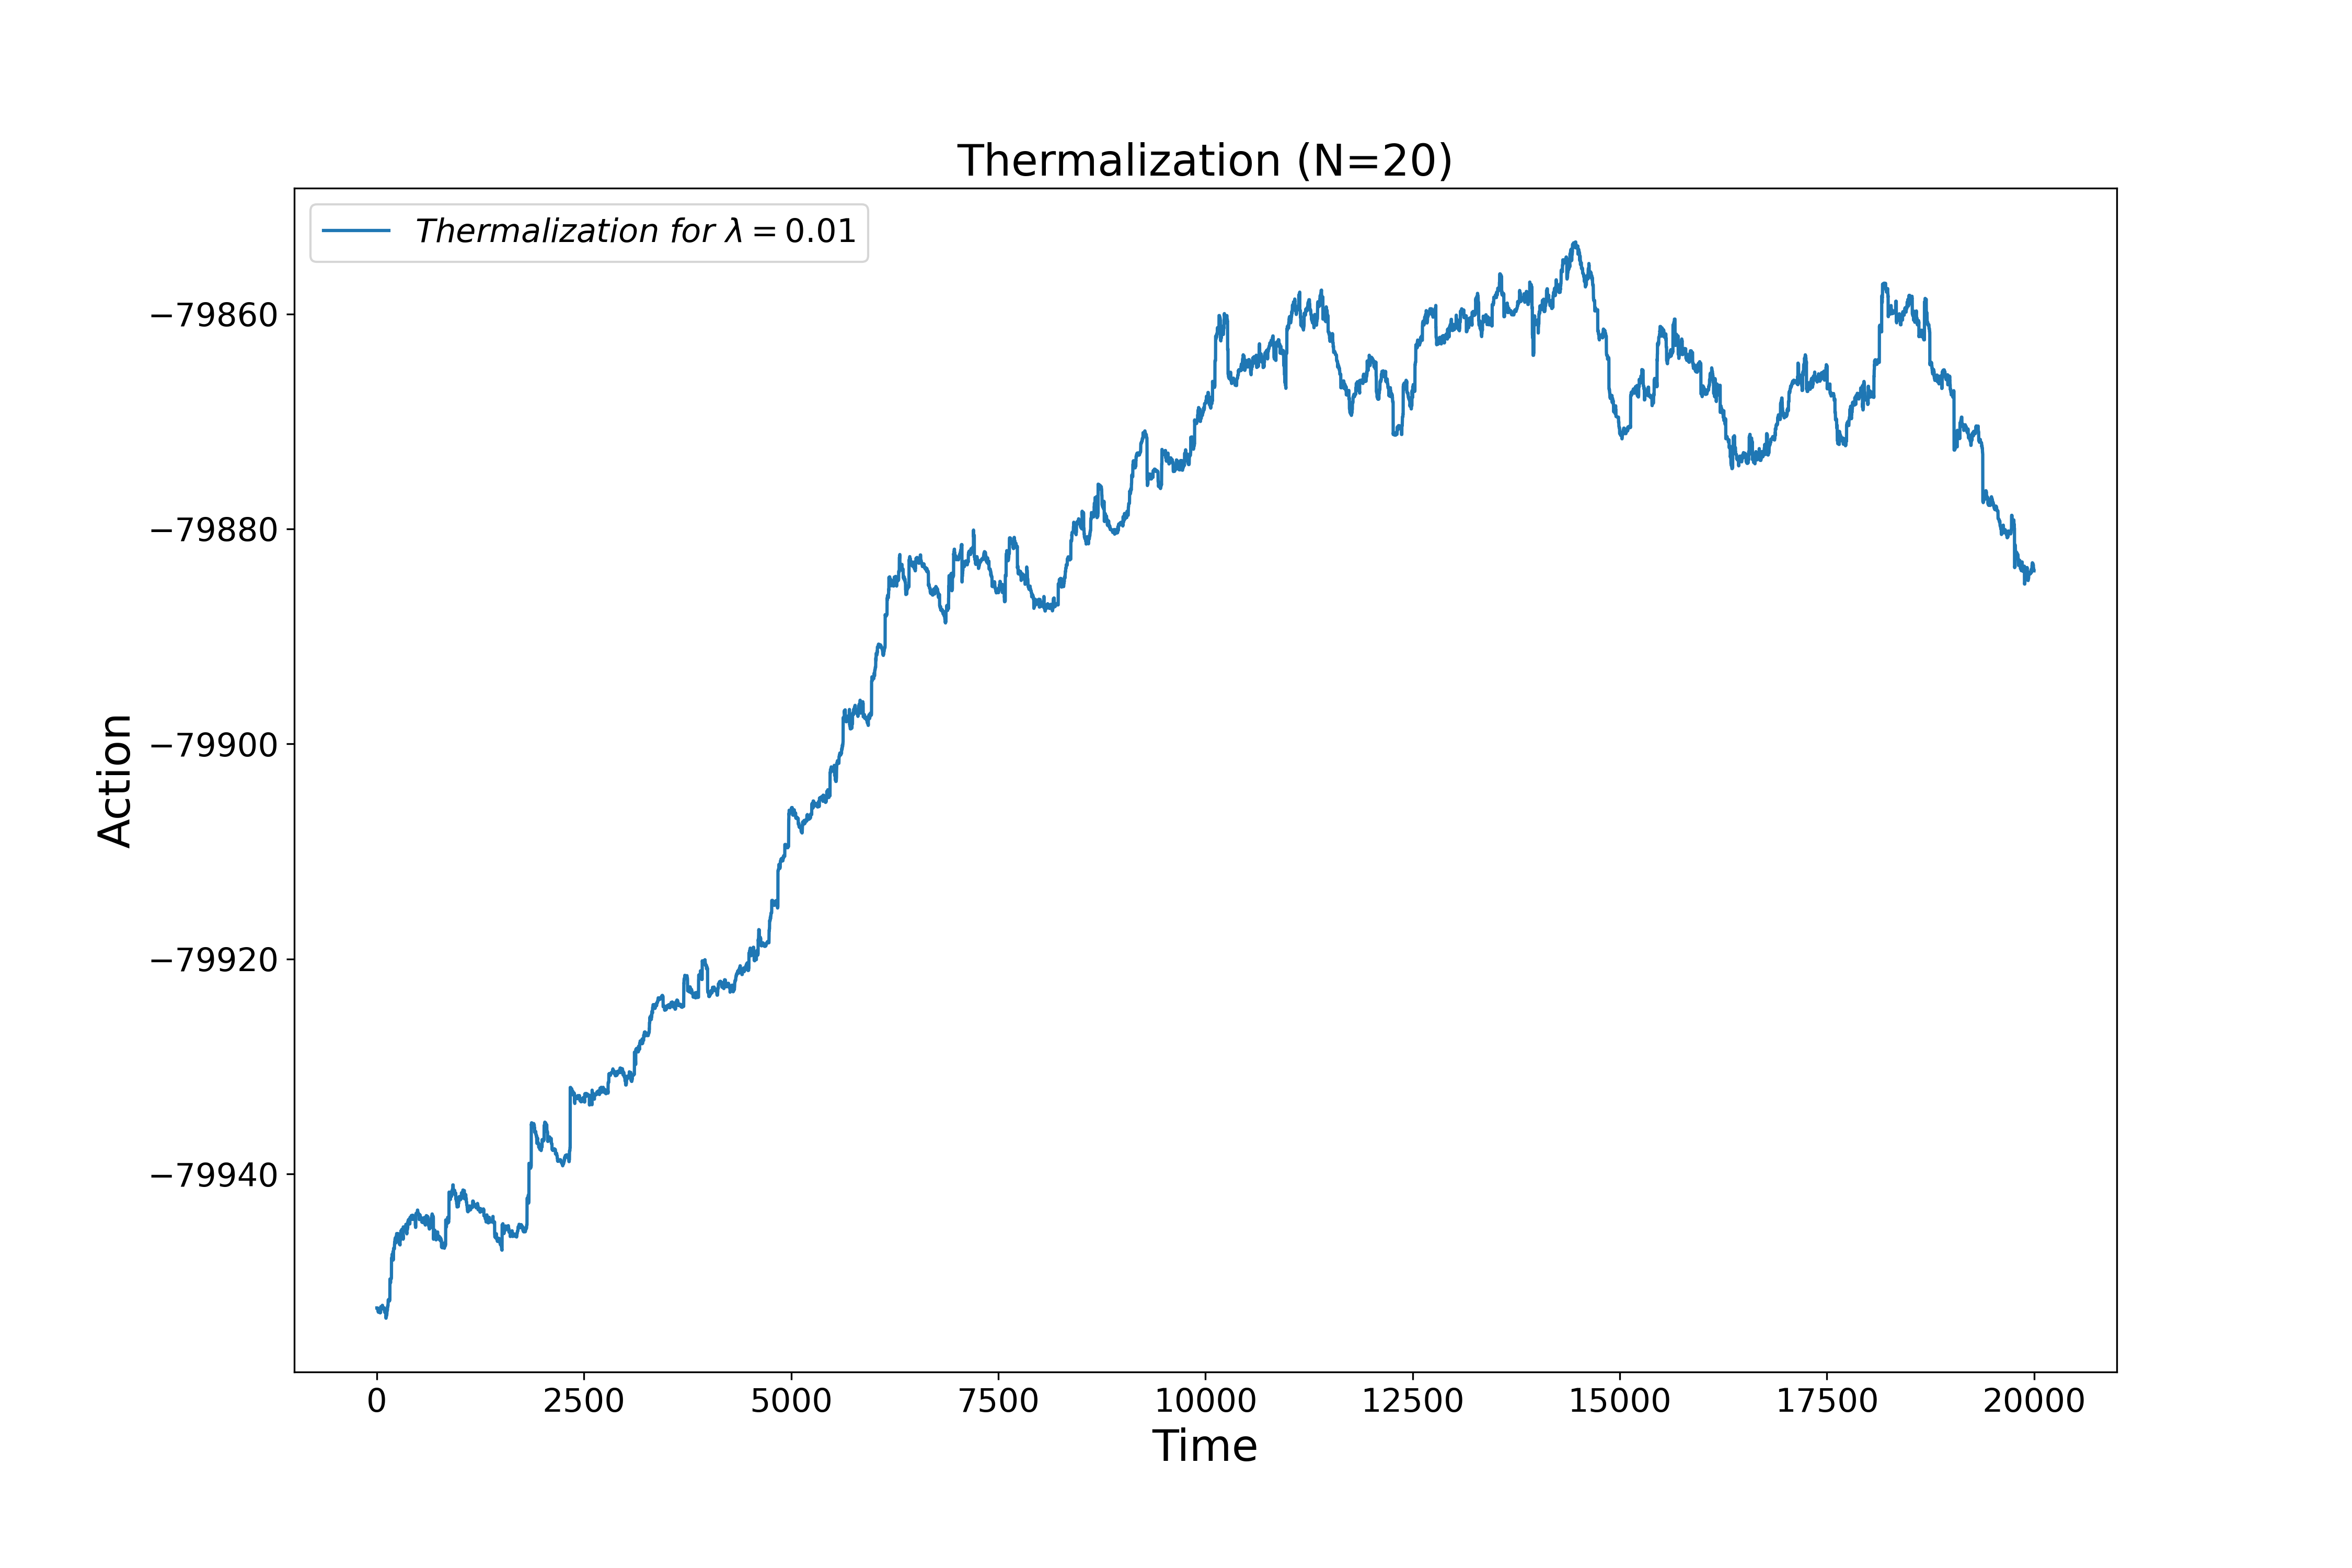 Thermalization (N=20)
Thermalization for λ = 0.01
Action
−79860
−79880
−79900
−79920
−79940
0 2500 5000 7500 10000 12500 15000 17500 20000
Time